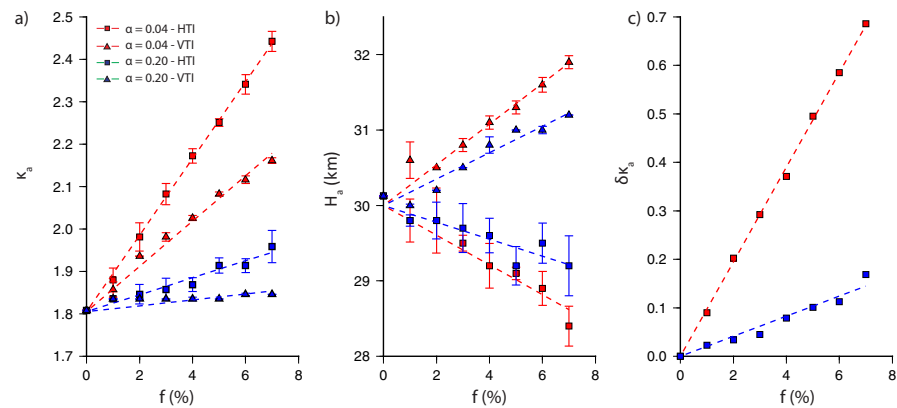 a)
2.5
2.4
2.3
2.2
2.1
2.0
1.9
1.8
1.7
κₐ
α = 0.04 - HTI
α = 0.04 - VTI
α = 0.20 - HTI
α = 0.20 - VTI
0 2 4 6 8
f (%)
b)
32
31
30
29
28
Hₐ (km)
0 2 4 6 8
f (%)
c)
0.7
0.6
0.5
0.4
0.3
0.2
0.1
0.0
δκₐ
0 2 4 6 8
f (%)